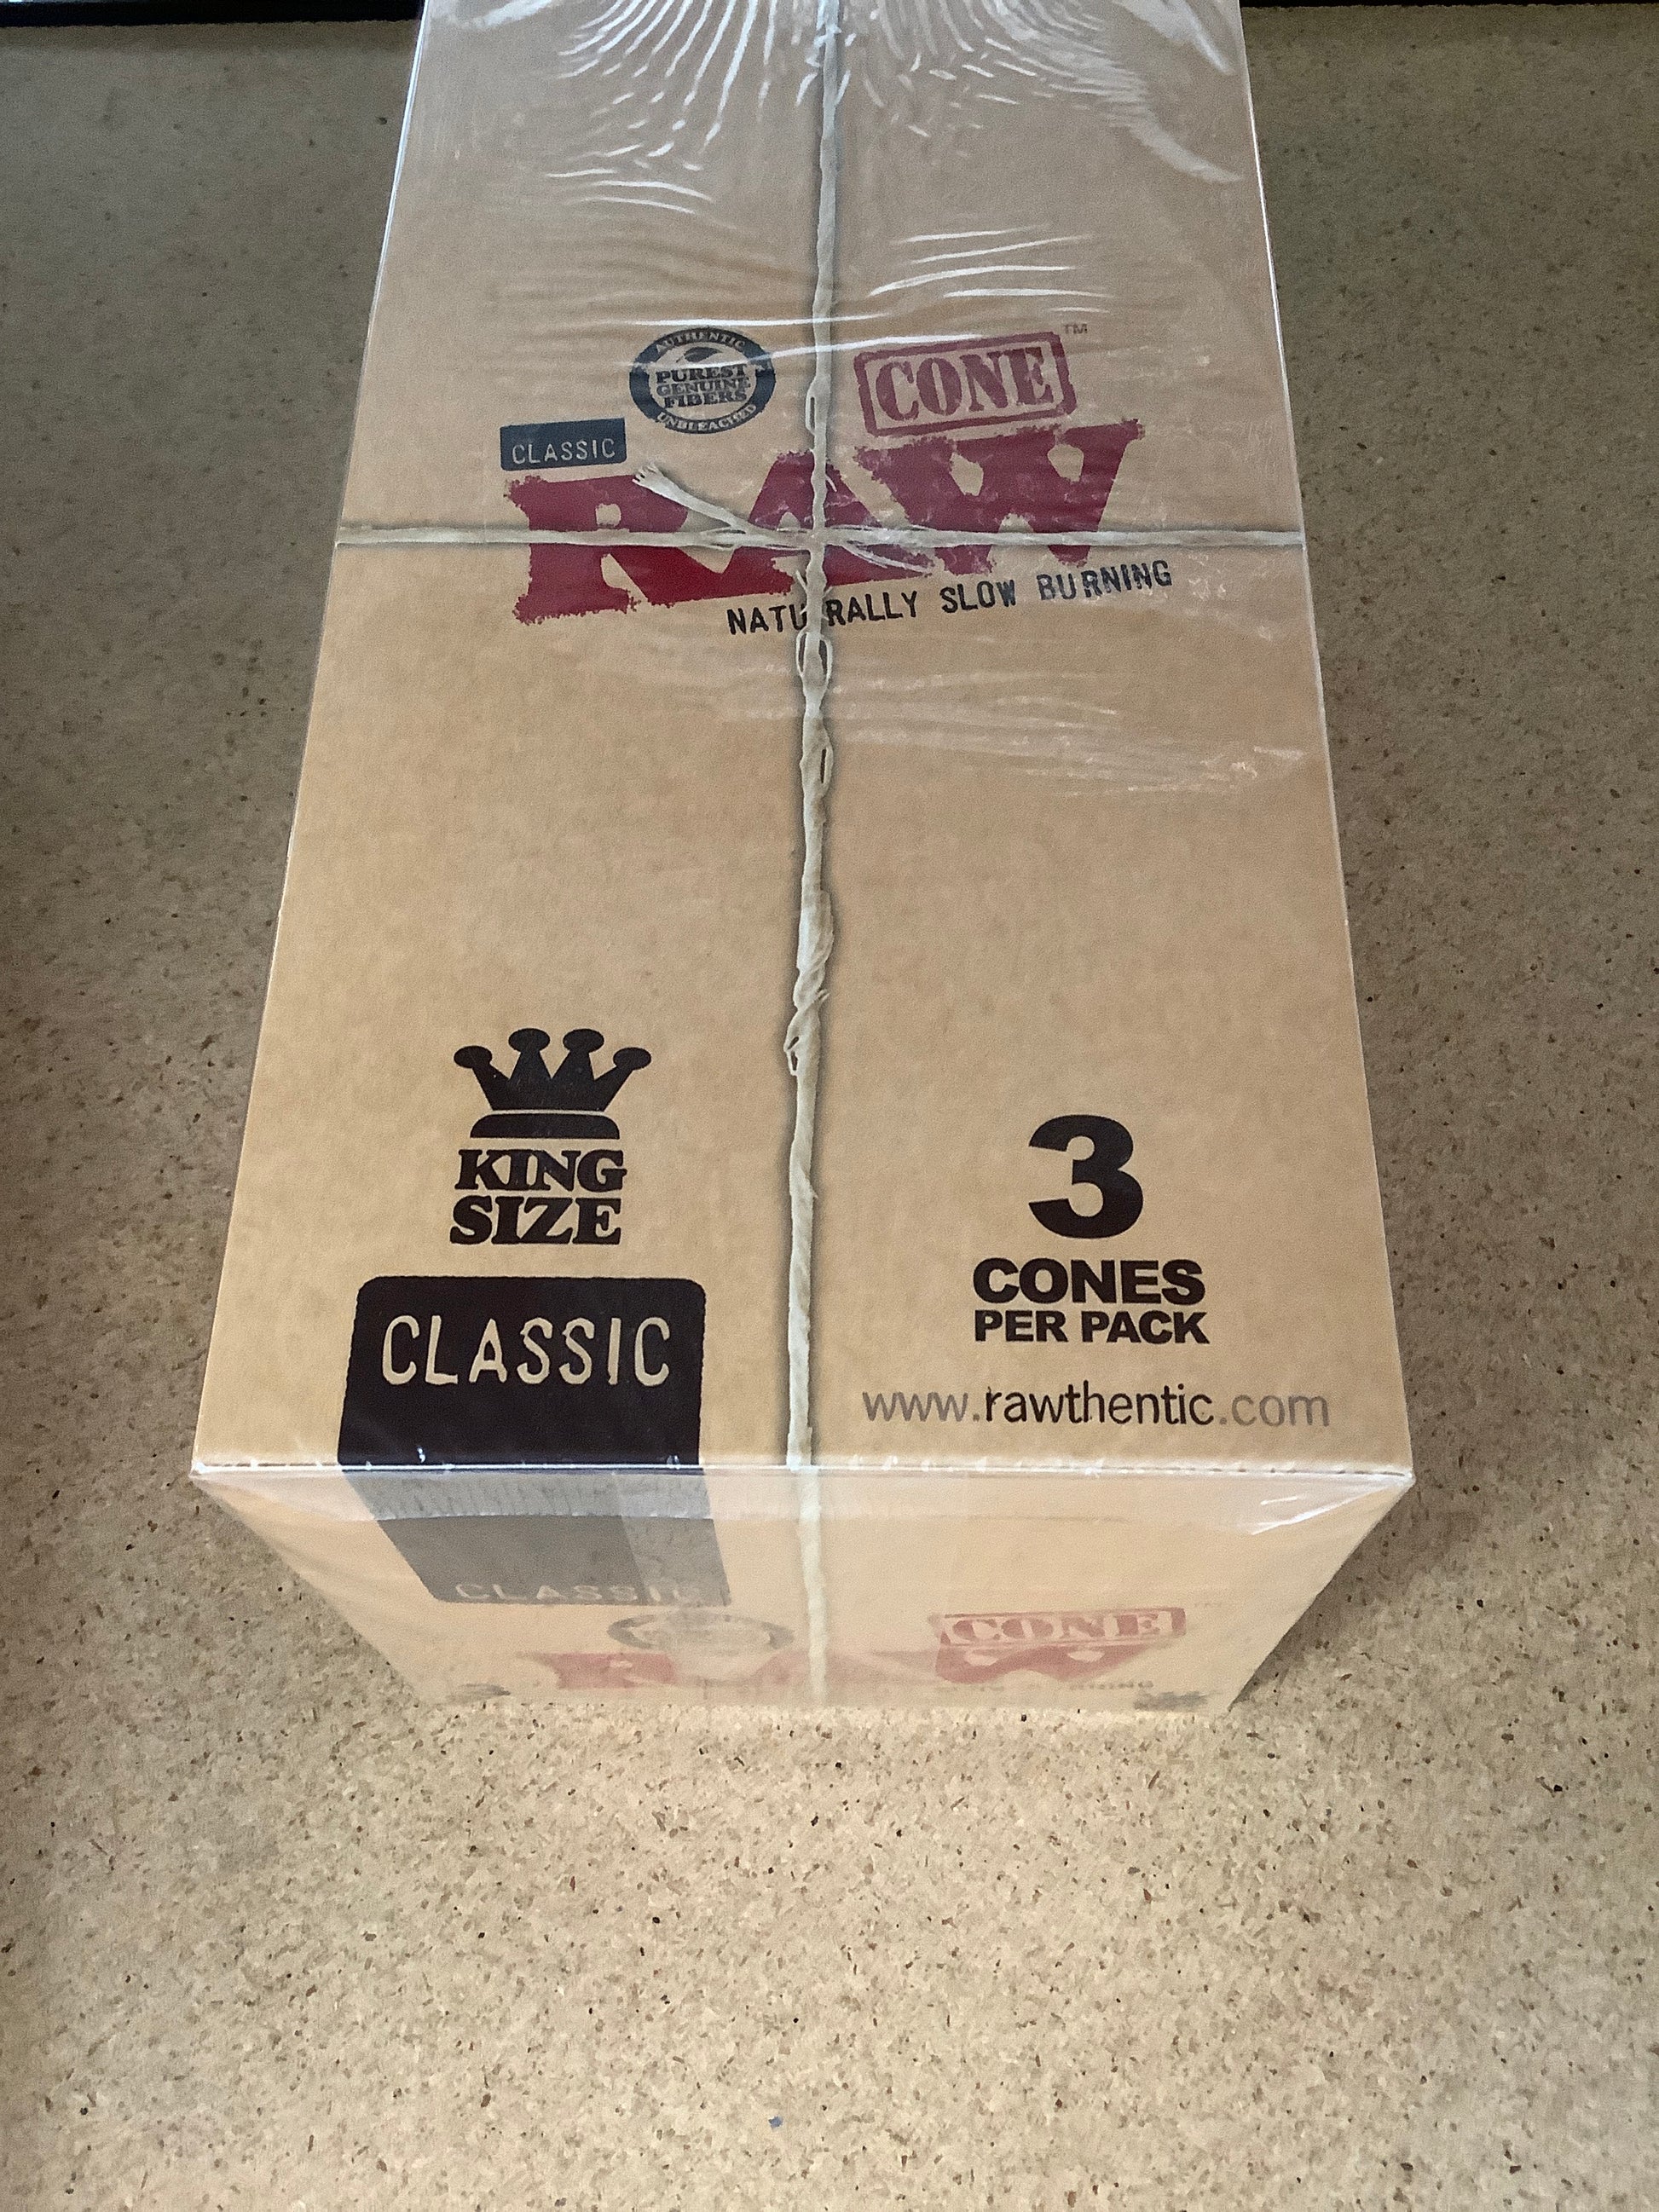 AUTHENTIC
PUREST
GENUINE
FIBERS
UNBLEACHED
CONE™
CLASSIC
RAW
NATURALLY SLOW BURNING
KING
SIZE
CLASSIC
3
CONES
PER PACK
www.rawthentic.com
CLASSIC
CONE
RAW